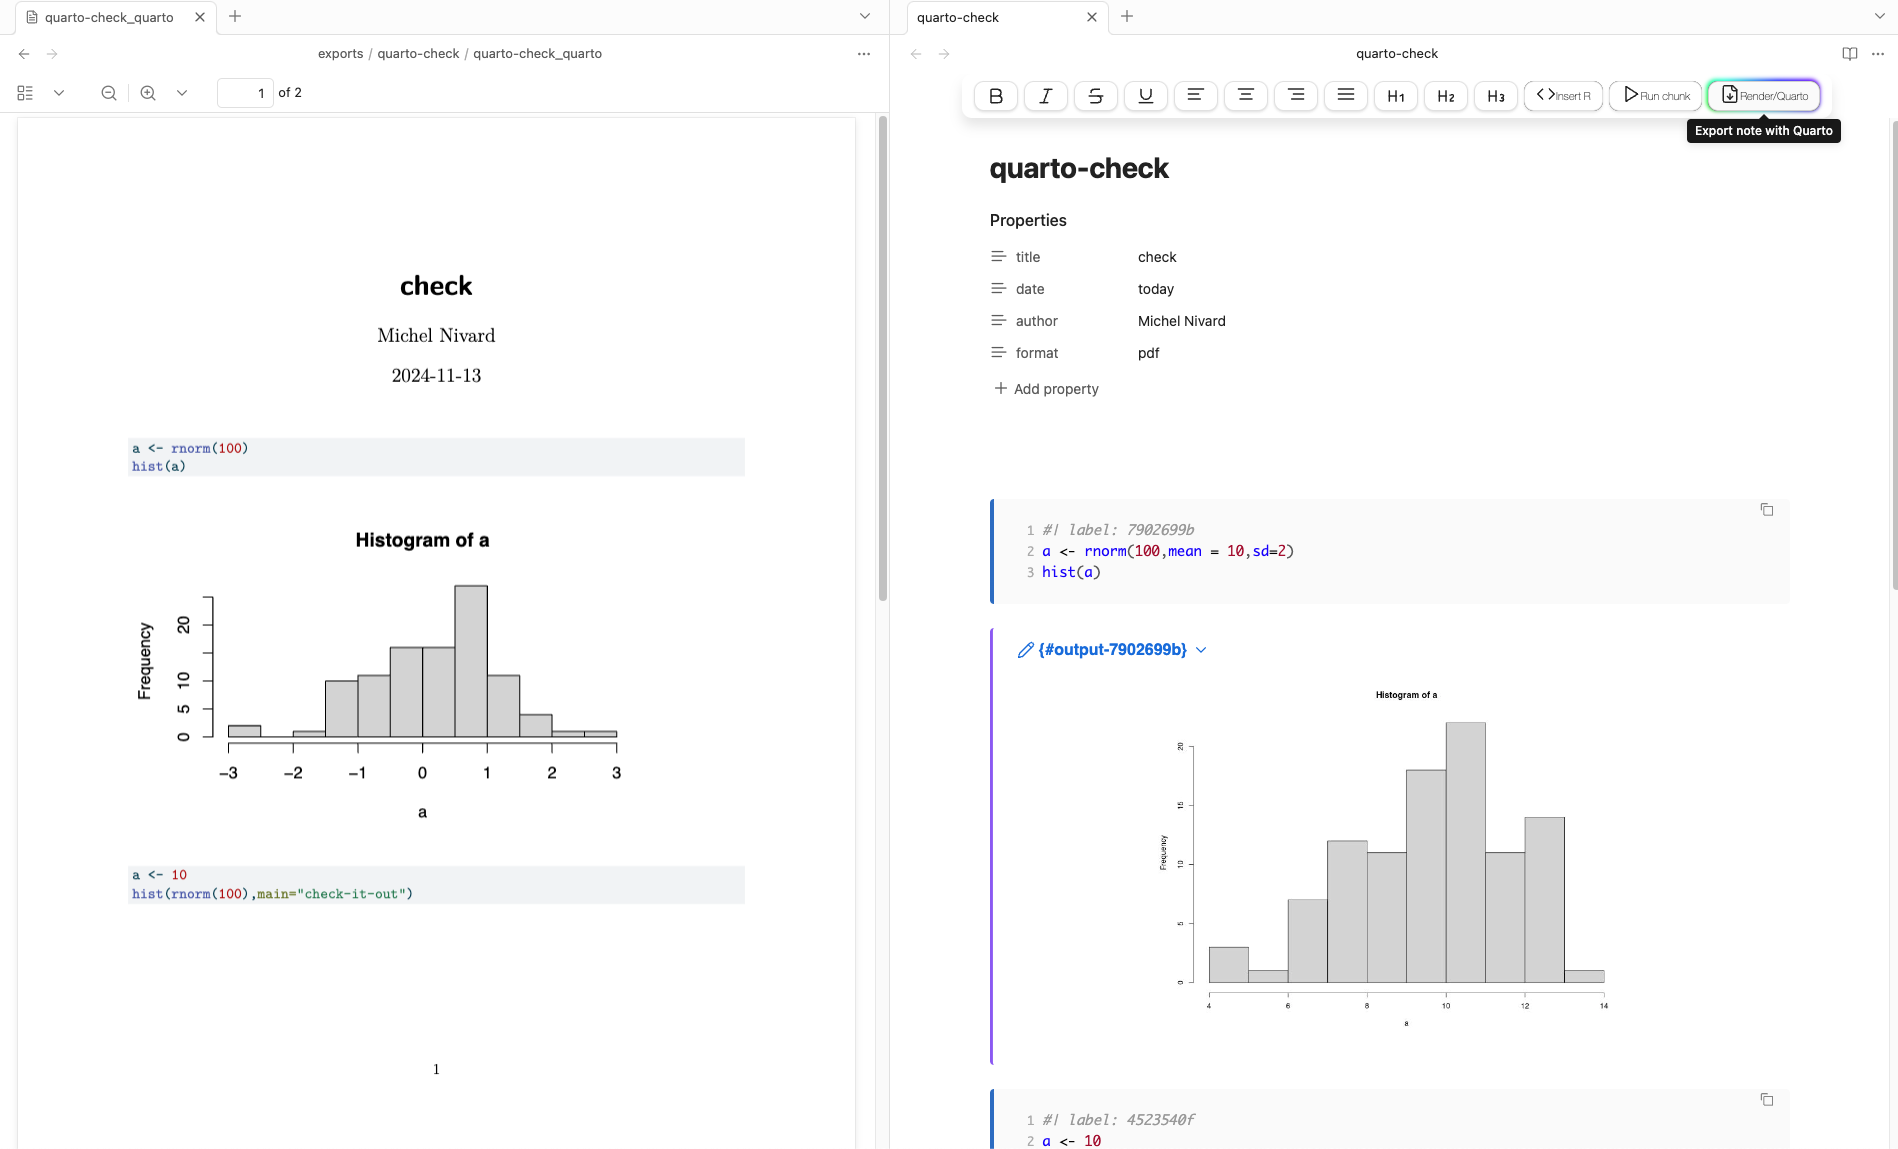 quarto-check_quarto
exports / quarto-check / quarto-check_quarto
1 of 2
check
Michel Nivard
2024-11-13
a <- rnorm(100)
hist(a)
Histogram of a
Frequency
20
10
5
0
−3 −2 −1 0 1 2 3
a
a <- 10
hist(rnorm(100),main="check-it-out")
1
quarto-check
quarto-check
B I S U H1 H2 H3 Insert R Run chunk Render/Quarto
Export note with Quarto
quarto-check
Properties
title check
date today
author Michel Nivard
format pdf
Add property
1 #| label: 7902699b
2 a <- rnorm(100,mean = 10,sd=2)
3 hist(a)
{#output-7902699b}
Histogram of a
Frequency
20
15
10
5
0
4 6 8 10 12 14
a
1 #| label: 4523540f
2 a <- 10